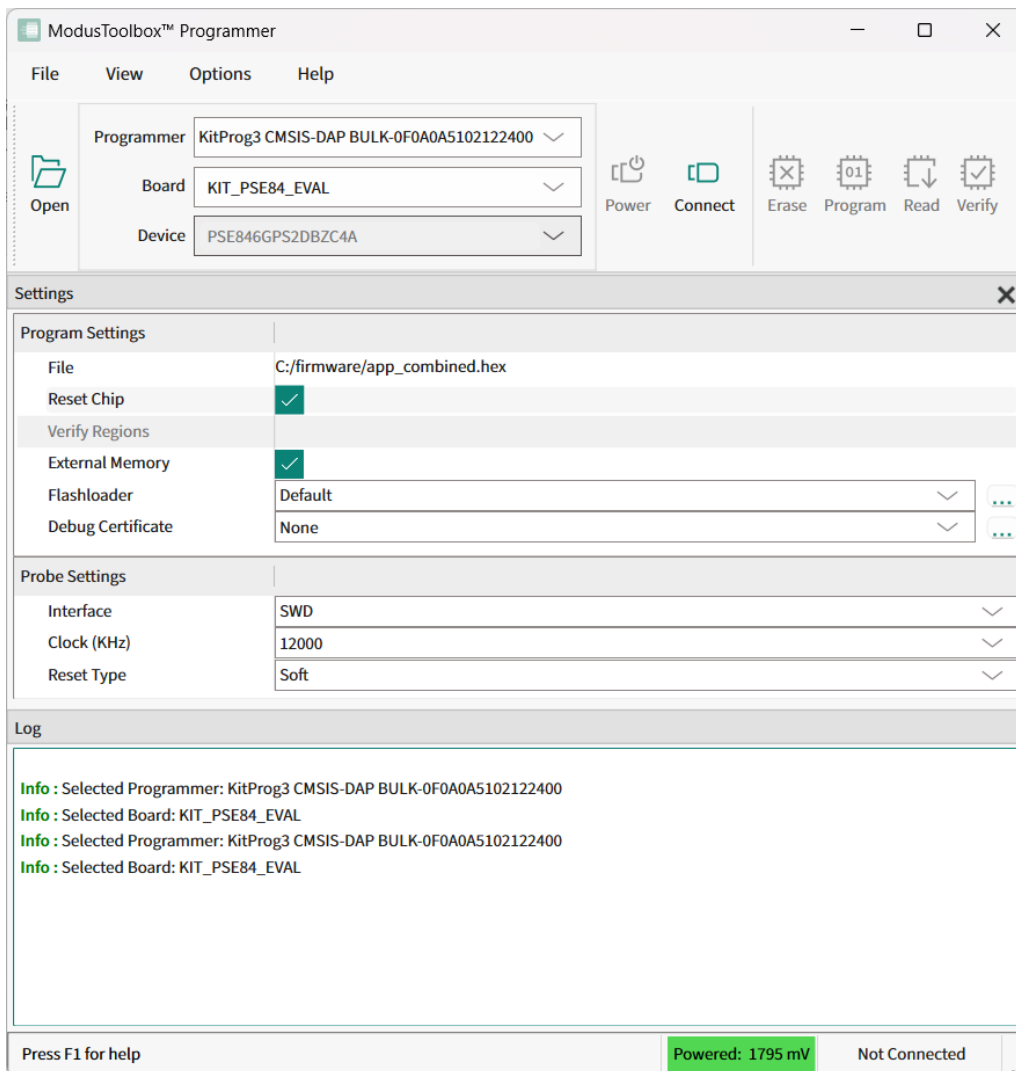 ModusToolbox™ Programmer
File View Options Help
Open
Programmer KitProg3 CMSIS-DAP BULK-0F0A0A5102122400
Board KIT_PSE84_EVAL
Device PSE846GPS2DBZC4A
Power Connect Erase Program Read Verify
Settings
Program Settings
File C:/firmware/app_combined.hex
Reset Chip
Verify Regions
External Memory
Flashloader Default ...
Debug Certificate None ...
Probe Settings
Interface SWD
Clock (KHz) 12000
Reset Type Soft
Log
Info : Selected Programmer: KitProg3 CMSIS-DAP BULK-0F0A0A5102122400
Info : Selected Board: KIT_PSE84_EVAL
Info : Selected Programmer: KitProg3 CMSIS-DAP BULK-0F0A0A5102122400
Info : Selected Board: KIT_PSE84_EVAL
Press F1 for help Powered: 1795 mV Not Connected